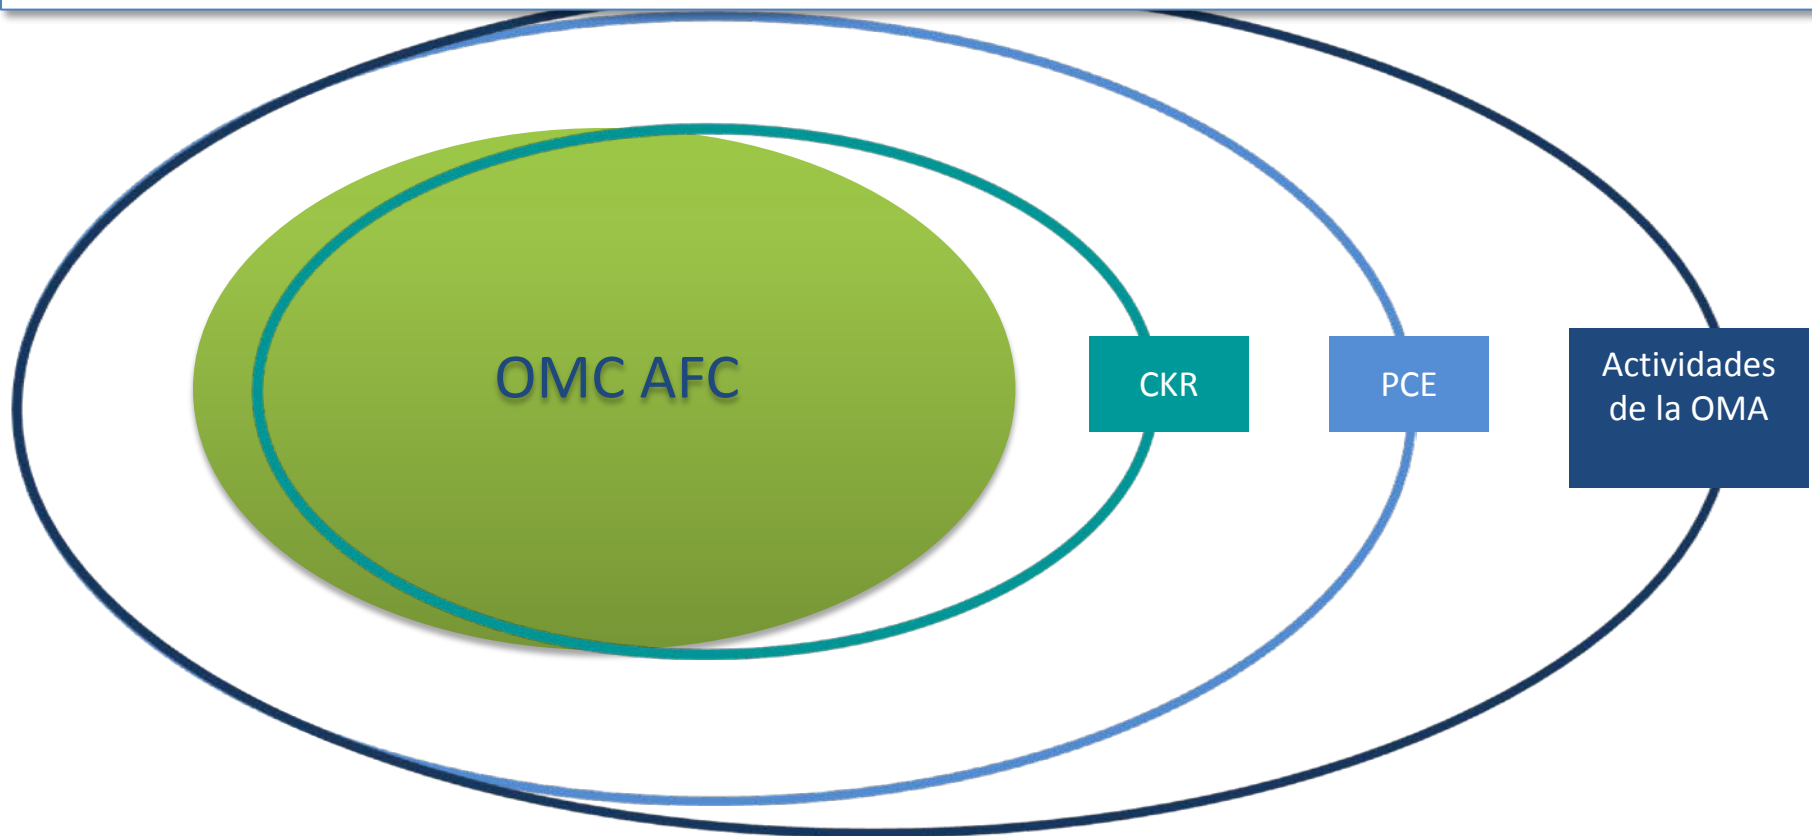 OMC AFC
CKR
PCE
Actividades
de la OMA